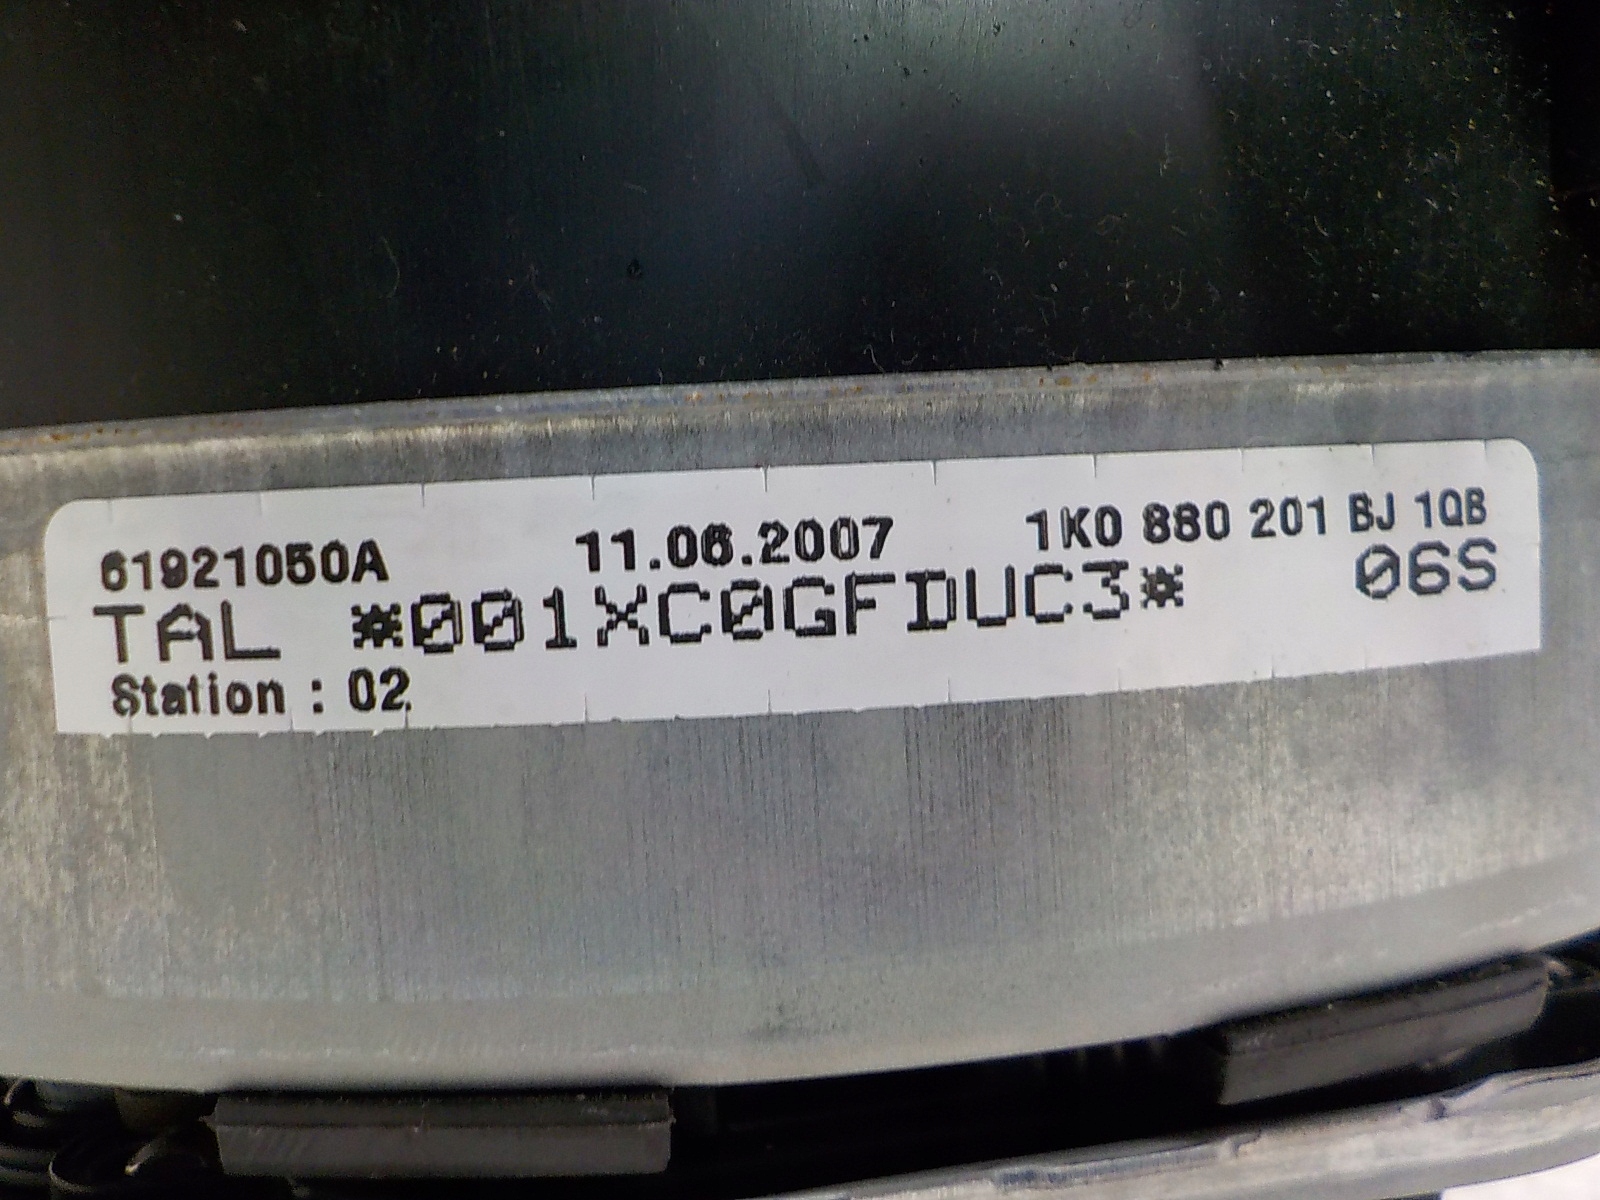 61921050A 11.06.2007 1K0 880 201 BJ 1QB
TAL *001XC0GFDUC3* 06S
Station : 02